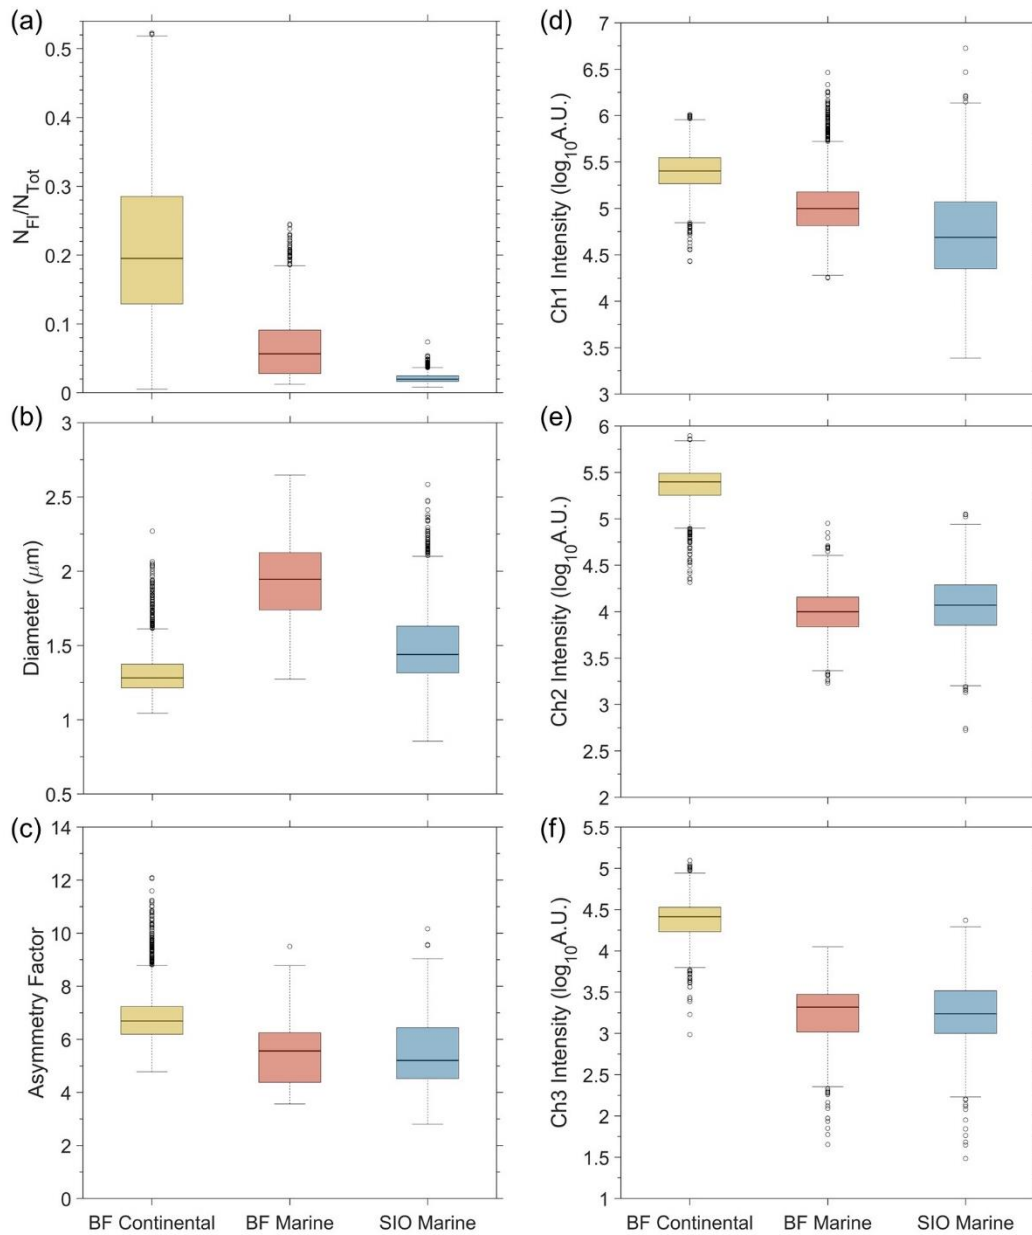 (a)
0.5
0.4
0.3
0.2
0.1
0
N_Fl/N_Tot
(b)
3
2.5
2
1.5
1
0.5
Diameter (μm)
(c)
14
12
10
8
6
4
2
0
Asymmetry Factor
BF Continental
BF Marine
SIO Marine
(d)
7
6.5
6
5.5
5
4.5
4
3.5
3
Ch1 Intensity (log₁₀A.U.)
(e)
6
5.5
5
4.5
4
3.5
3
2.5
2
Ch2 Intensity (log₁₀A.U.)
(f)
5.5
5
4.5
4
3.5
3
2.5
2
1.5
1
Ch3 Intensity (log₁₀A.U.)
BF Continental
BF Marine
SIO Marine